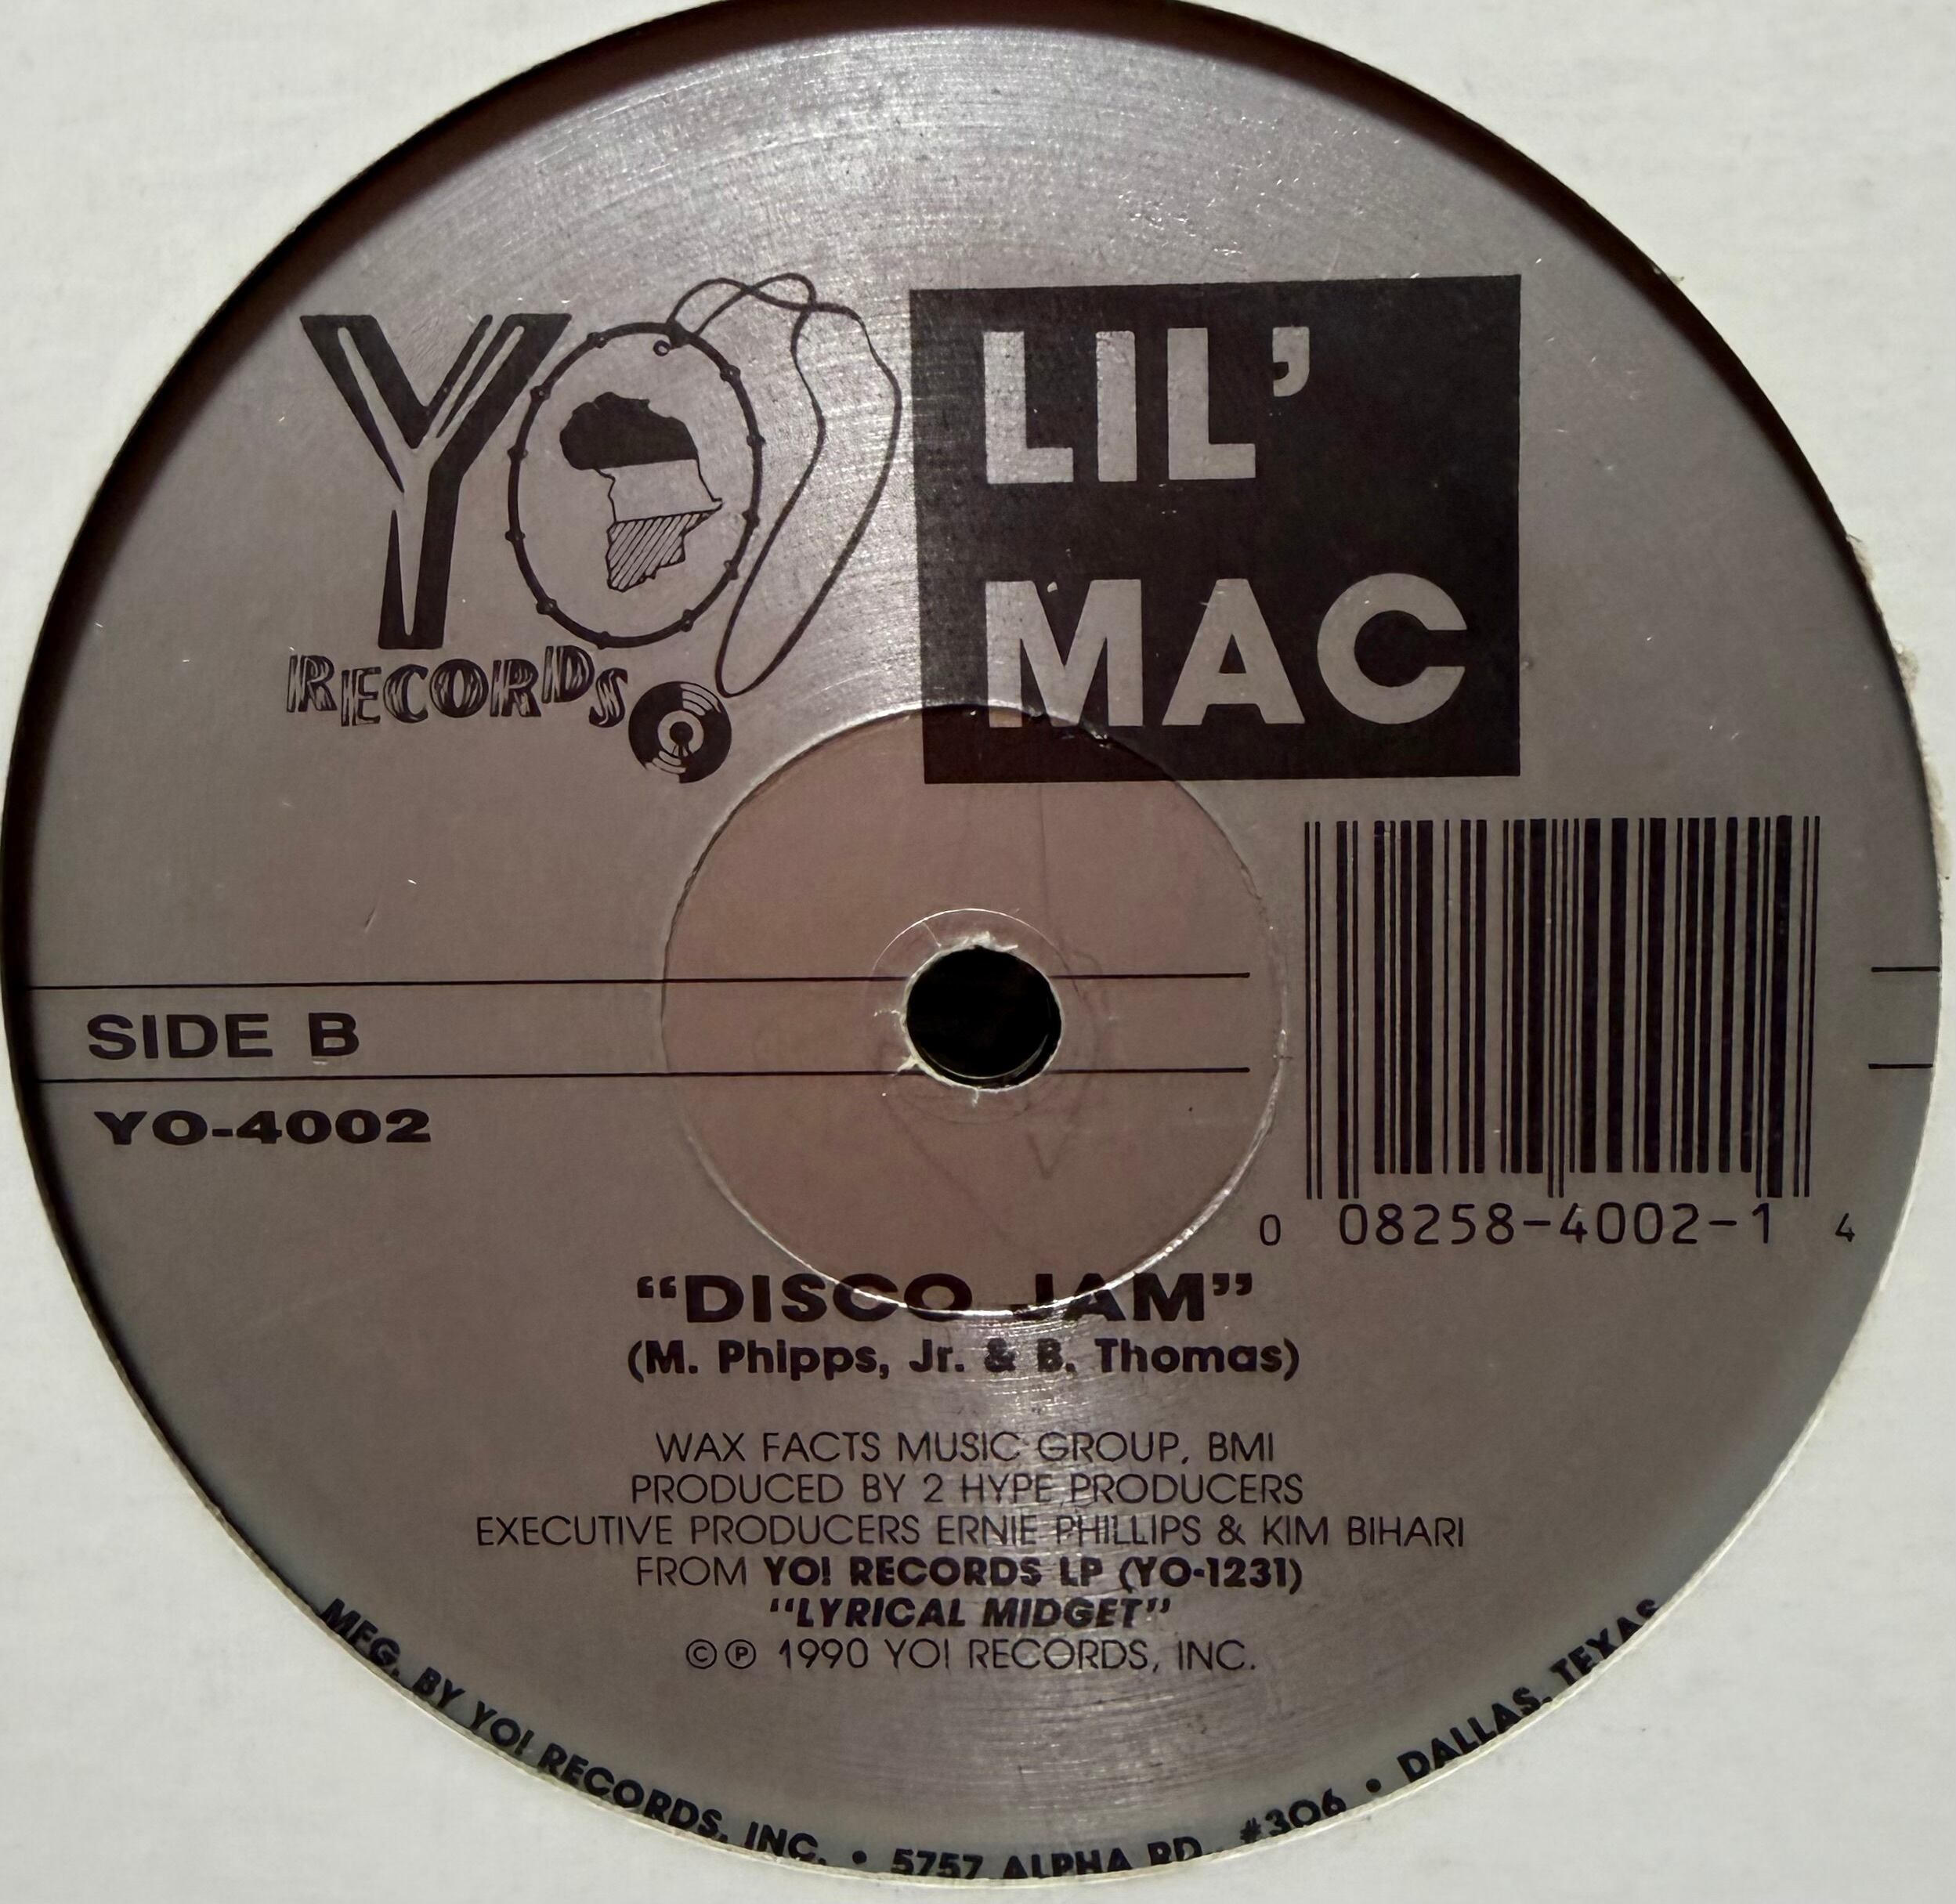 YO!
RECORDS
LIL'
MAC
SIDE B
YO-4002
0 08258-4002-1 4
"DISCO JAM"
(M. Phipps, Jr. & B. Thomas)
WAX FACTS MUSIC GROUP, BMI
PRODUCED BY 2 HYPE PRODUCERS
EXECUTIVE PRODUCERS ERNIE PHILLIPS & KIM BIHARI
FROM YO! RECORDS LP (YO-1231)
"LYRICAL MIDGET"
©℗ 1990 YO! RECORDS, INC.
MFG. BY YO! RECORDS, INC. • 5757 ALPHA RD., #306 • DALLAS, TEXAS